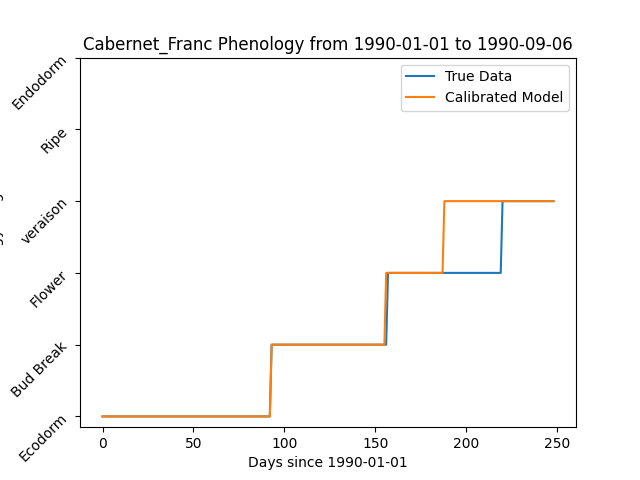 Cabernet_Franc Phenology from 1990-01-01 to 1990-09-06
True Data
Calibrated Model
Endodorm
Ripe
veraison
Flower
Bud Break
Ecodorm
0 50 100 150 200 250
Days since 1990-01-01